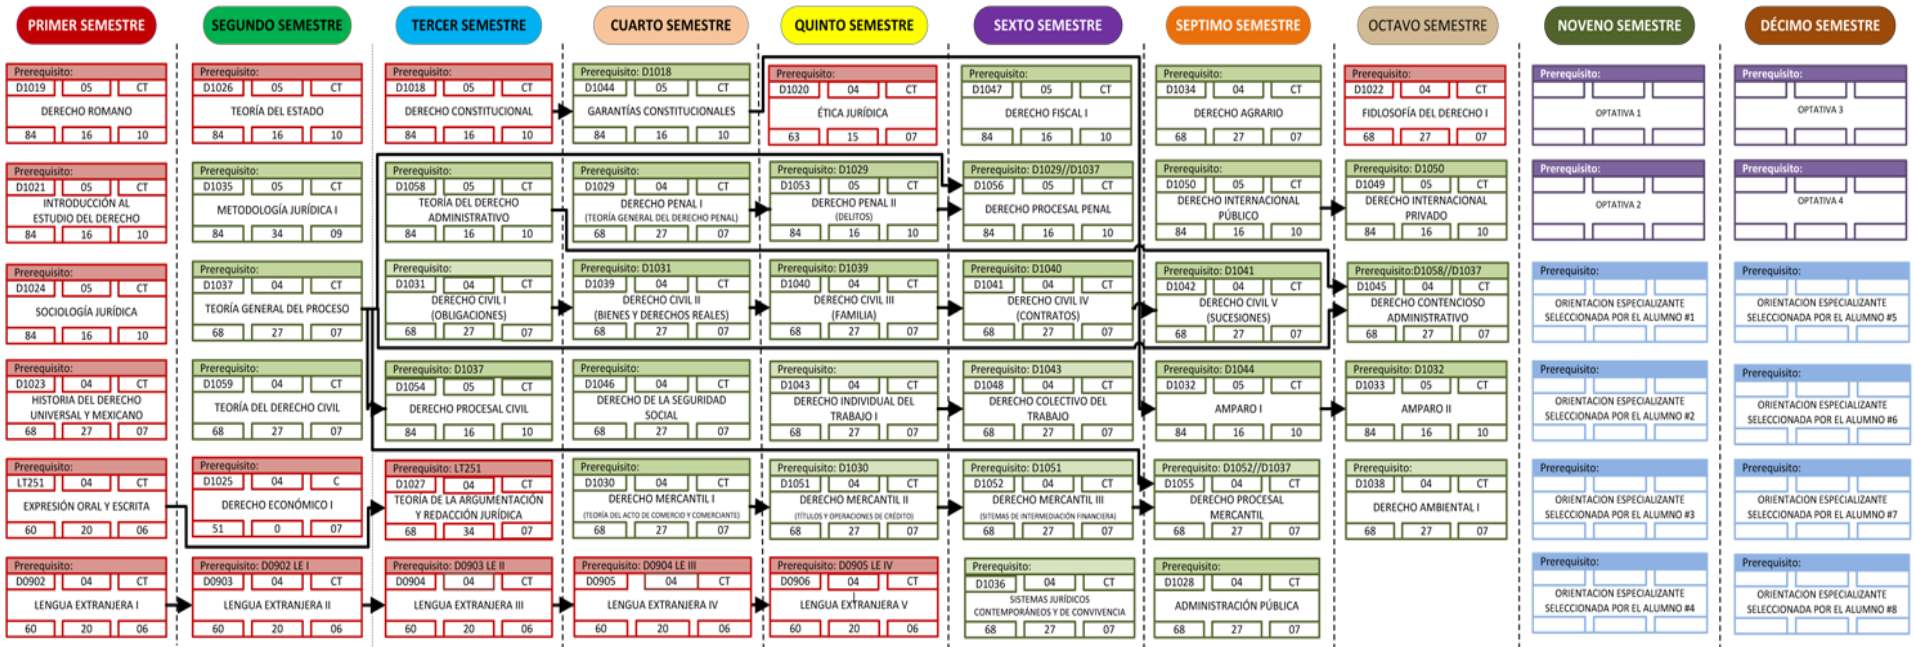 PRIMER SEMESTRE
SEGUNDO SEMESTRE
TERCER SEMESTRE
CUARTO SEMESTRE
QUINTO SEMESTRE
SEXTO SEMESTRE
SEPTIMO SEMESTRE
OCTAVO SEMESTRE
NOVENO SEMESTRE
DÉCIMO SEMESTRE
Prerequisito:
D1019 05 CT
DERECHO ROMANO
84 16 10
Prerequisito:
D1026 05 CT
TEORÍA DEL ESTADO
84 16 10
Prerequisito:
D1018 05 CT
DERECHO CONSTITUCIONAL
84 16 10
Prerequisito: D1018
D1044 05 CT
GARANTÍAS CONSTITUCIONALES
84 16 10
Prerequisito:
D1020 04 CT
ÉTICA JURÍDICA
63 15 07
Prerequisito:
D1047 05 CT
DERECHO FISCAL I
84 16 10
Prerequisito:
D1034 04 CT
DERECHO AGRARIO
68 27 07
Prerequisito:
D1022 04 CT
FIDLOSOFÍA DEL DERECHO I
68 27 07
Prerequisito:
OPTATIVA 1
Prerequisito:
OPTATIVA 3
Prerequisito:
D1021 05 CT
INTRODUCCIÓN AL
ESTUDIO DEL DERECHO
84 16 10
Prerequisito:
D1035 05 CT
METODOLOGÍA JURÍDICA I
84 34 09
Prerequisito:
D1058 05 CT
TEORÍA DEL DERECHO
ADMINISTRATIVO
84 16 10
Prerequisito:
D1029 04 CT
DERECHO PENAL I
(TEORÍA GENERAL DEL DERECHO PENAL)
68 27 07
Prerequisito: D1029
D1053 05 CT
DERECHO PENAL II
(DELITOS)
84 16 10
Prerequisito: D1029//D1037
D1056 05 CT
DERECHO PROCESAL PENAL
84 16 10
Prerequisito:
D1050 05 CT
DERECHO INTERNACIONAL
PÚBLICO
84 16 10
Prerequisito: D1050
D1049 05 CT
DERECHO INTERNACIONAL
PRIVADO
84 16 10
Prerequisito:
OPTATIVA 2
Prerequisito:
OPTATIVA 4
Prerequisito:
D1024 05 CT
SOCIOLOGÍA JURÍDICA
84 16 10
Prerequisito:
D1037 04 CT
TEORÍA GENERAL DEL PROCESO
68 27 07
Prerequisito:
D1031 04 CT
DERECHO CIVIL I
(OBLIGACIONES)
68 27 07
Prerequisito: D1031
D1039 04 CT
DERECHO CIVIL II
(BIENES Y DERECHOS REALES)
68 27 07
Prerequisito: D1039
D1040 04 CT
DERECHO CIVIL III
(FAMILIA)
68 27 07
Prerequisito: D1040
D1041 04 CT
DERECHO CIVIL IV
(CONTRATOS)
68 27 07
Prerequisito: D1041
D1042 04 CT
DERECHO CIVIL V
(SUCESIONES)
68 27 07
Prerequisito:D1058//D1037
D1045 04 CT
DERECHO CONTENCIOSO
ADMINISTRATIVO
68 27 07
Prerequisito:
ORIENTACION ESPECIALIZANTE
SELECCIONADA POR EL ALUMNO #1
Prerequisito:
ORIENTACION ESPECIALIZANTE
SELECCIONADA POR EL ALUMNO #5
Prerequisito:
D1023 04 CT
HISTORIA DEL DERECHO
UNIVERSAL Y MEXICANO
68 27 07
Prerequisito:
D1059 04 CT
TEORÍA DEL DERECHO CIVIL
68 27 07
Prerequisito: D1037
D1054 05 CT
DERECHO PROCESAL CIVIL
84 16 10
Prerequisito:
D1046 04 CT
DERECHO DE LA SEGURIDAD
SOCIAL
68 27 07
Prerequisito:
D1043 04 CT
DERECHO INDIVIDUAL DEL
TRABAJO I
68 27 07
Prerequisito: D1043
D1048 04 CT
DERECHO COLECTIVO DEL
TRABAJO
68 27 07
Prerequisito: D1044
D1032 05 CT
AMPARO I
84 16 10
Prerequisito: D1032
D1033 05 CT
AMPARO II
84 16 10
Prerequisito:
ORIENTACION ESPECIALIZANTE
SELECCIONADA POR EL ALUMNO #2
Prerequisito:
ORIENTACION ESPECIALIZANTE
SELECCIONADA POR EL ALUMNO #6
Prerequisito:
LT251 04 CT
EXPRESIÓN ORAL Y ESCRITA
60 20 06
Prerequisito:
D1025 04 C
DERECHO ECONÓMICO I
51 0 07
Prerequisito: LT251
D1027 04 CT
TEORÍA DE LA ARGUMENTACIÓN
Y REDACCIÓN JURÍDICA
68 34 07
Prerequisito:
D1030 04 CT
DERECHO MERCANTIL I
(TEORÍA DEL ACTO DE COMERCIO Y COMERCIANTE)
68 27 07
Prerequisito: D1030
D1051 04 CT
DERECHO MERCANTIL II
(TÍTULOS Y OPERACIONES DE CRÉDITO)
68 27 07
Prerequisito: D1051
D1052 04 CT
DERECHO MERCANTIL III
(SITEMAS DE INTERMEDIACIÓN FINANCIERA)
68 27 07
Prerequisito: D1052//D1037
D1055 04 CT
DERECHO PROCESAL
MERCANTIL
68 27 07
Prerequisito:
D1038 04 CT
DERECHO AMBIENTAL I
68 27 07
Prerequisito:
ORIENTACION ESPECIALIZANTE
SELECCIONADA POR EL ALUMNO #3
Prerequisito:
ORIENTACION ESPECIALIZANTE
SELECCIONADA POR EL ALUMNO #7
Prerequisito:
D0902 04 CT
LENGUA EXTRANJERA I
60 20 06
Prerequisito: D0902 LE I
D0903 04 CT
LENGUA EXTRANJERA II
60 20 06
Prerequisito: D0903 LE II
D0904 04 CT
LENGUA EXTRANJERA III
60 20 06
Prerequisito: D0904 LE III
D0905 04 CT
LENGUA EXTRANJERA IV
60 20 06
Prerequisito: D0905 LE IV
D0906 04 CT
LENGUA EXTRANJERA V
60 20 06
Prerequisito:
D1036 04 CT
SISTEMAS JURÍDICOS
CONTEMPORÁNEOS Y DE CONVIVENCIA
68 27 07
Prerequisito:
D1028 04 CT
ADMINISTRACIÓN PÚBLICA
68 27 07
Prerequisito:
ORIENTACION ESPECIALIZANTE
SELECCIONADA POR EL ALUMNO #4
Prerequisito:
ORIENTACION ESPECIALIZANTE
SELECCIONADA POR EL ALUMNO #8